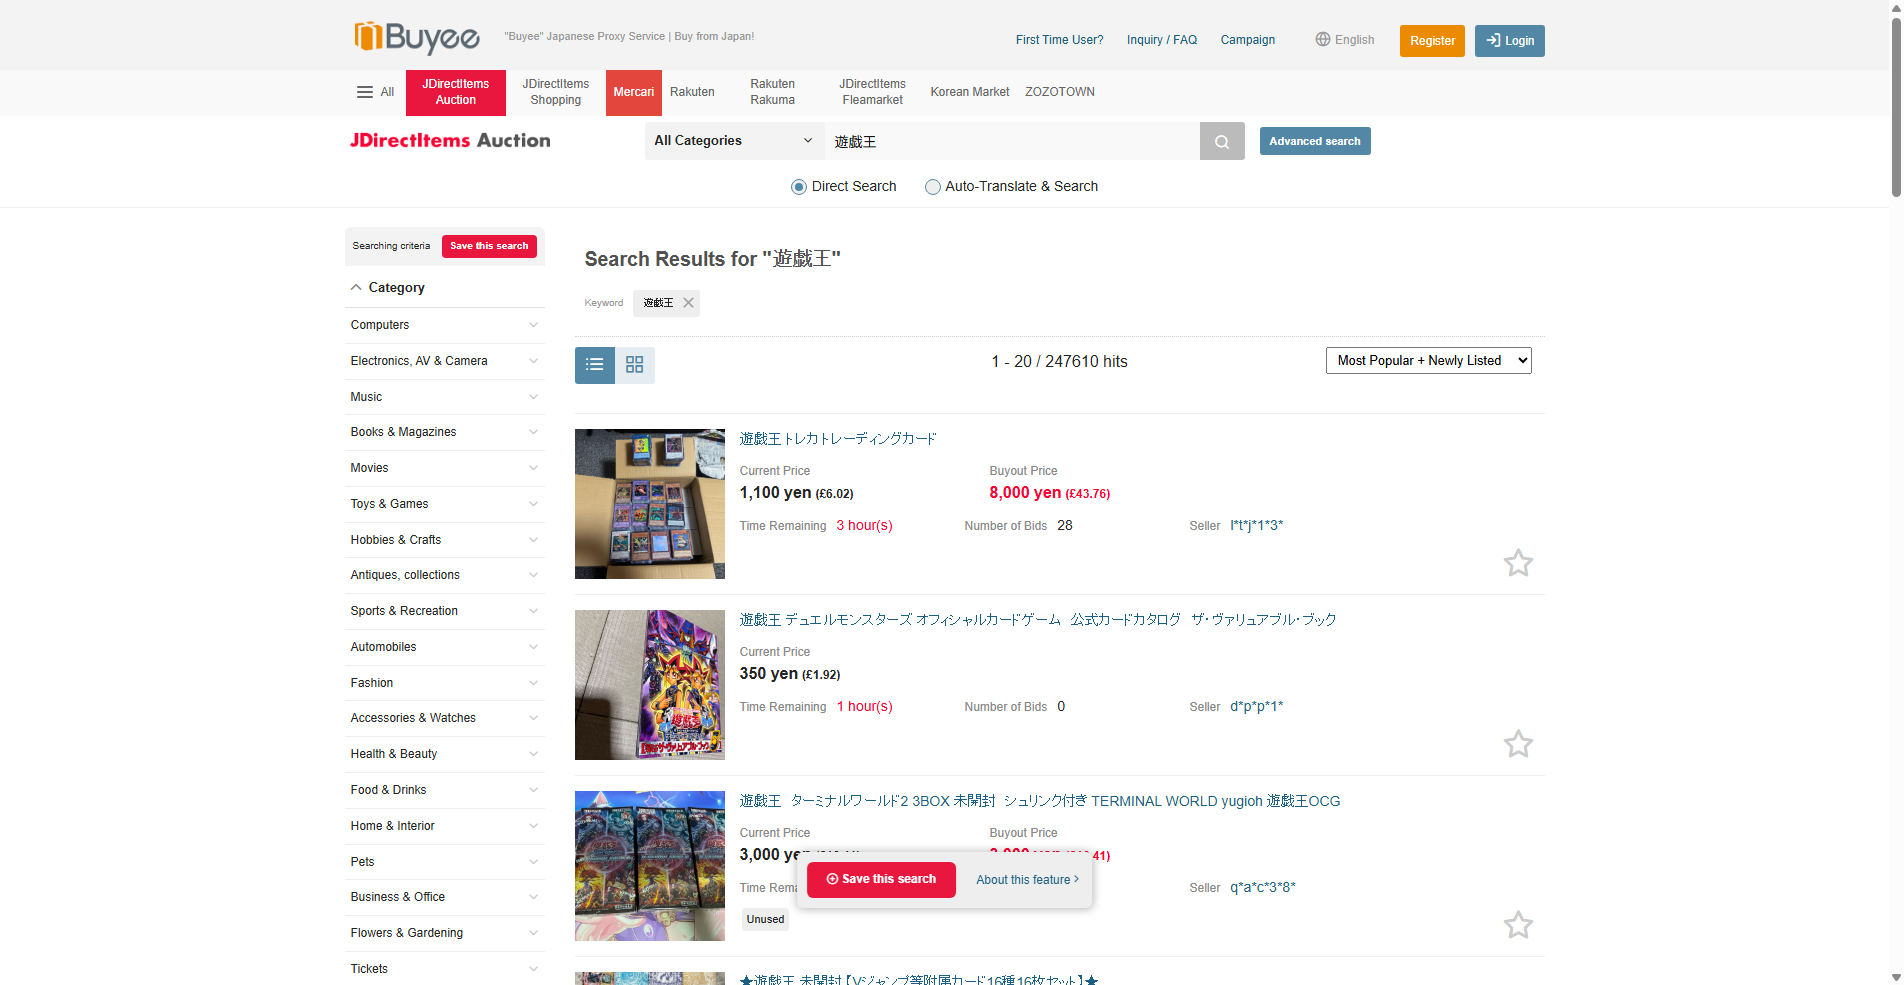 Buyee
"Buyee" Japanese Proxy Service | Buy from Japan!
First Time User?
Inquiry / FAQ
Campaign
English
Register
Login
All
JDirectItems
Auction
JDirectItems
Shopping
Mercari
Rakuten
Rakuten
Rakuma
JDirectItems
Fleamarket
Korean Market
ZOZOTOWN
JDirectItems Auction
All Categories
遊戯王
Advanced search
Direct Search
Auto-Translate & Search
Searching criteria
Save this search
Category
Computers
Electronics, AV & Camera
Music
Books & Magazines
Movies
Toys & Games
Hobbies & Crafts
Antiques, collections
Sports & Recreation
Automobiles
Fashion
Accessories & Watches
Health & Beauty
Food & Drinks
Home & Interior
Pets
Business & Office
Flowers & Gardening
Tickets
Search Results for "遊戯王"
Keyword
遊戯王
1 - 20 / 247610 hits
Most Popular + Newly Listed
遊戯王 トレカ トレーディングカード
Current Price
Buyout Price
1,100 yen (£6.02)
8,000 yen (£43.76)
Time Remaining 3 hour(s)
Number of Bids 28
Seller l*t*j*1*3*
遊戯王 デュエルモンスターズ オフィシャルカードゲーム　公式カードカタログ　ザ・ヴァリュアブル・ブック
Current Price
350 yen (£1.92)
Time Remaining 1 hour(s)
Number of Bids 0
Seller d*p*p*1*
遊戯王　ターミナルワールド2 3BOX 未開封　シュリンク付き TERMINAL WORLD yugioh 遊戯王OCG
Current Price
Buyout Price
3,000 yen
41)
Time
Seller q*a*c*3*8*
Unused
Save this search
About this feature
★遊戯王 未開封【Vジャンプ等附属カード16種16枚セット】★